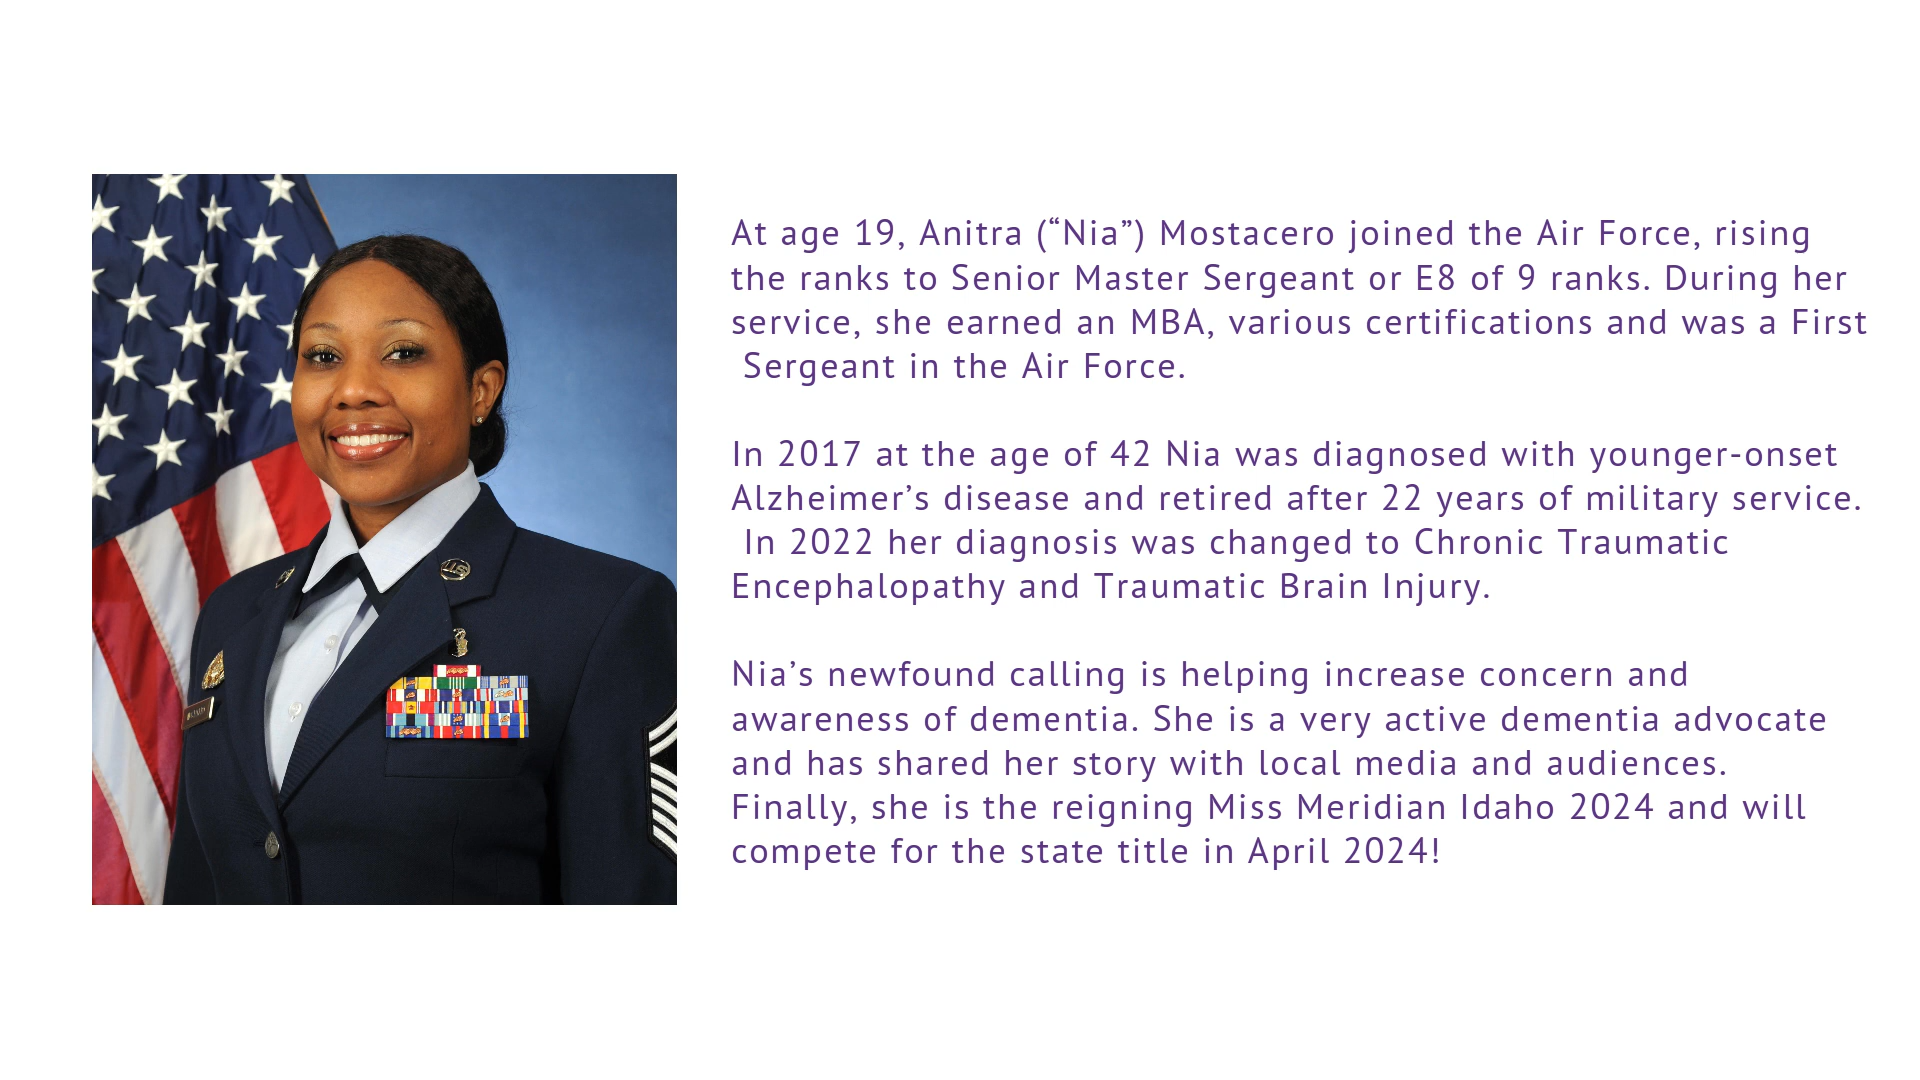 At age 19, Anitra (“Nia”) Mostacero joined the Air Force, rising
the ranks to Senior Master Sergeant or E8 of 9 ranks. During her
service, she earned an MBA, various certifications and was a First
Sergeant in the Air Force.
In 2017 at the age of 42 Nia was diagnosed with younger-onset
Alzheimer’s disease and retired after 22 years of military service.
In 2022 her diagnosis was changed to Chronic Traumatic
Encephalopathy and Traumatic Brain Injury.
Nia’s newfound calling is helping increase concern and
awareness of dementia. She is a very active dementia advocate
and has shared her story with local media and audiences.
Finally, she is the reigning Miss Meridian Idaho 2024 and will
compete for the state title in April 2024!
U.S.